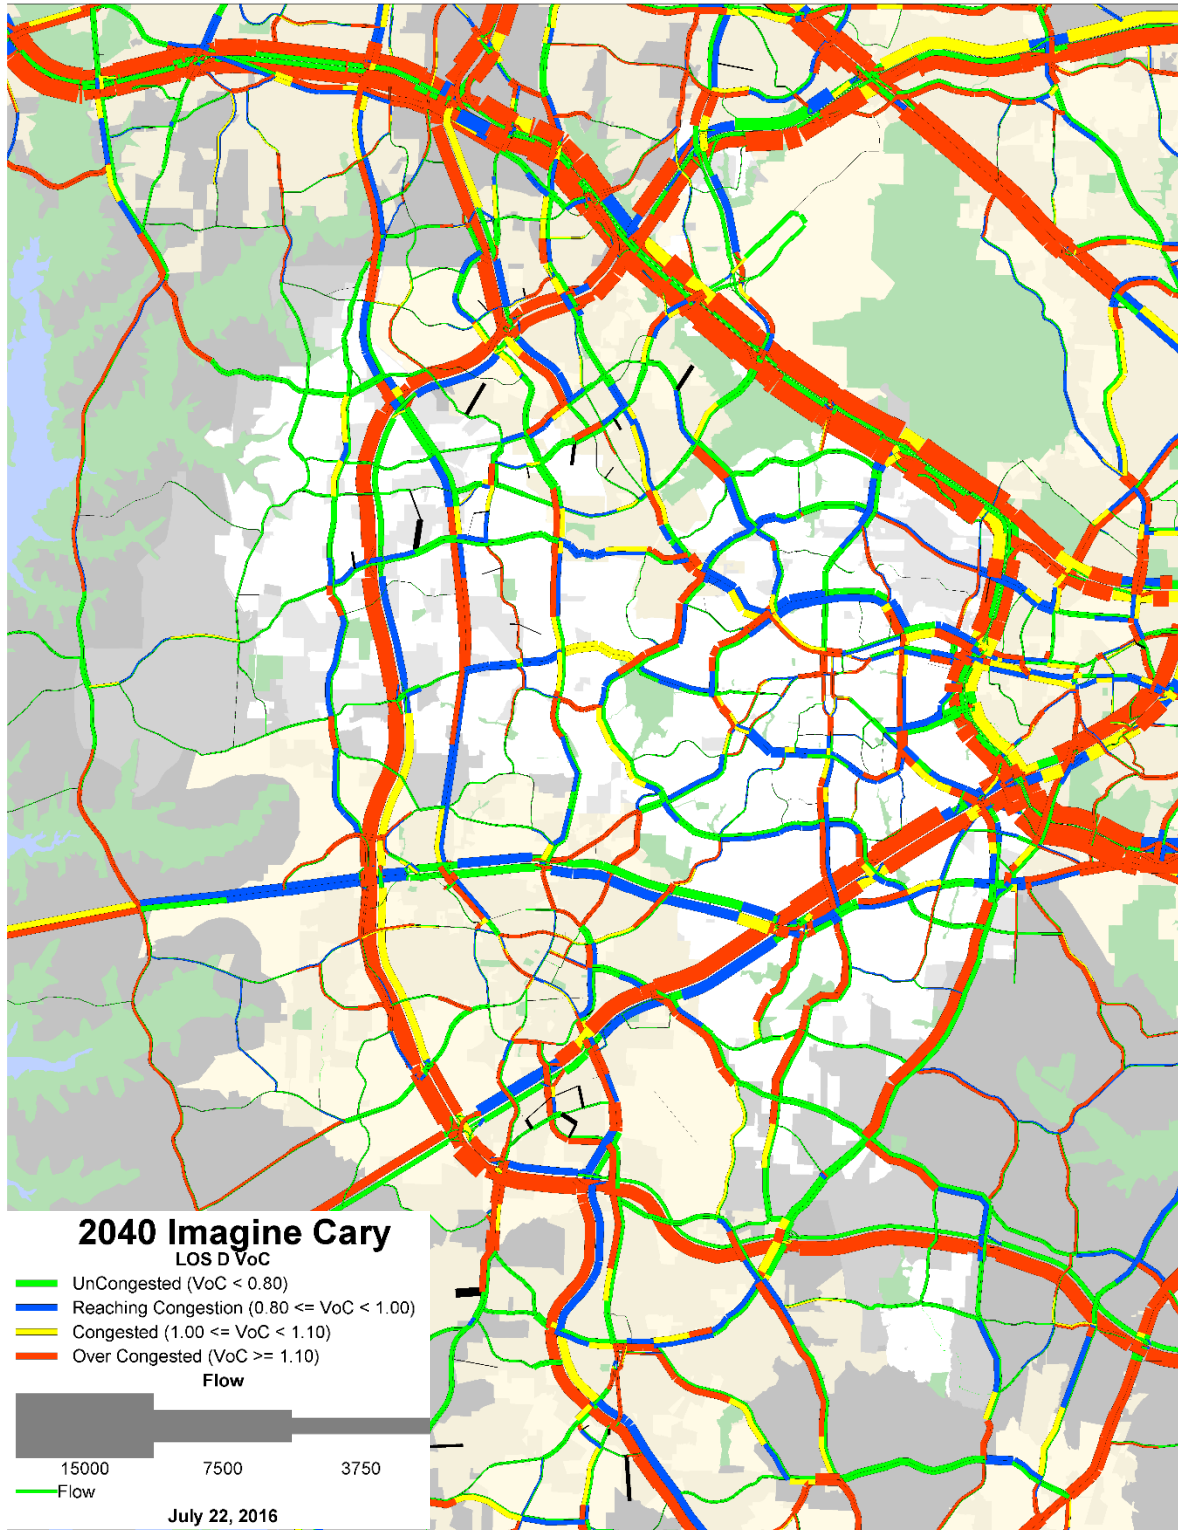 2040 Imagine Cary
LOS D VoC
UnCongested (VoC < 0.80)
Reaching Congestion (0.80 <= VoC < 1.00)
Congested (1.00 <= VoC < 1.10)
Over Congested (VoC >= 1.10)
Flow
15000 7500 3750
Flow
July 22, 2016